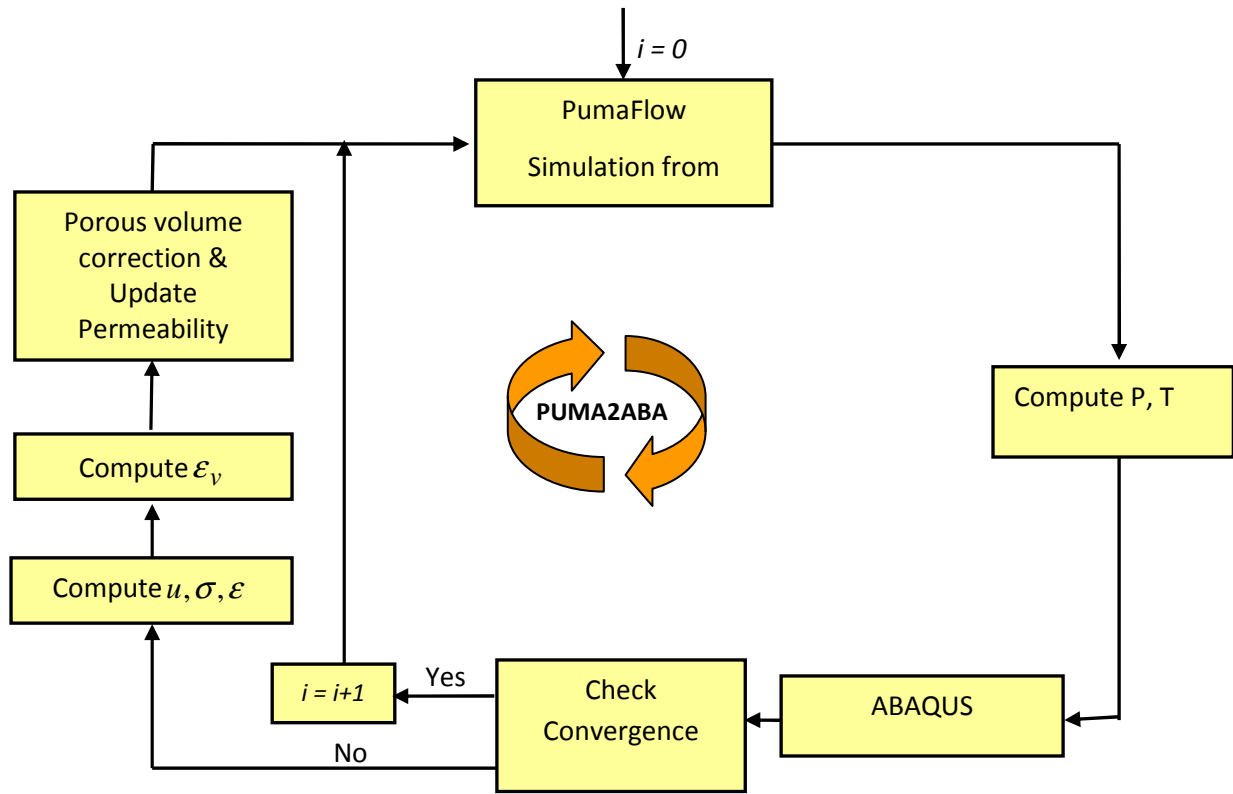 i = 0
PumaFlow
Simulation from
Porous volume
correction &
Update
Permeability
PUMA2ABA
Compute P, T
Compute εᵥ
Compute u, σ, ε
i = i+1
Yes
Check
Convergence
ABAQUS
No